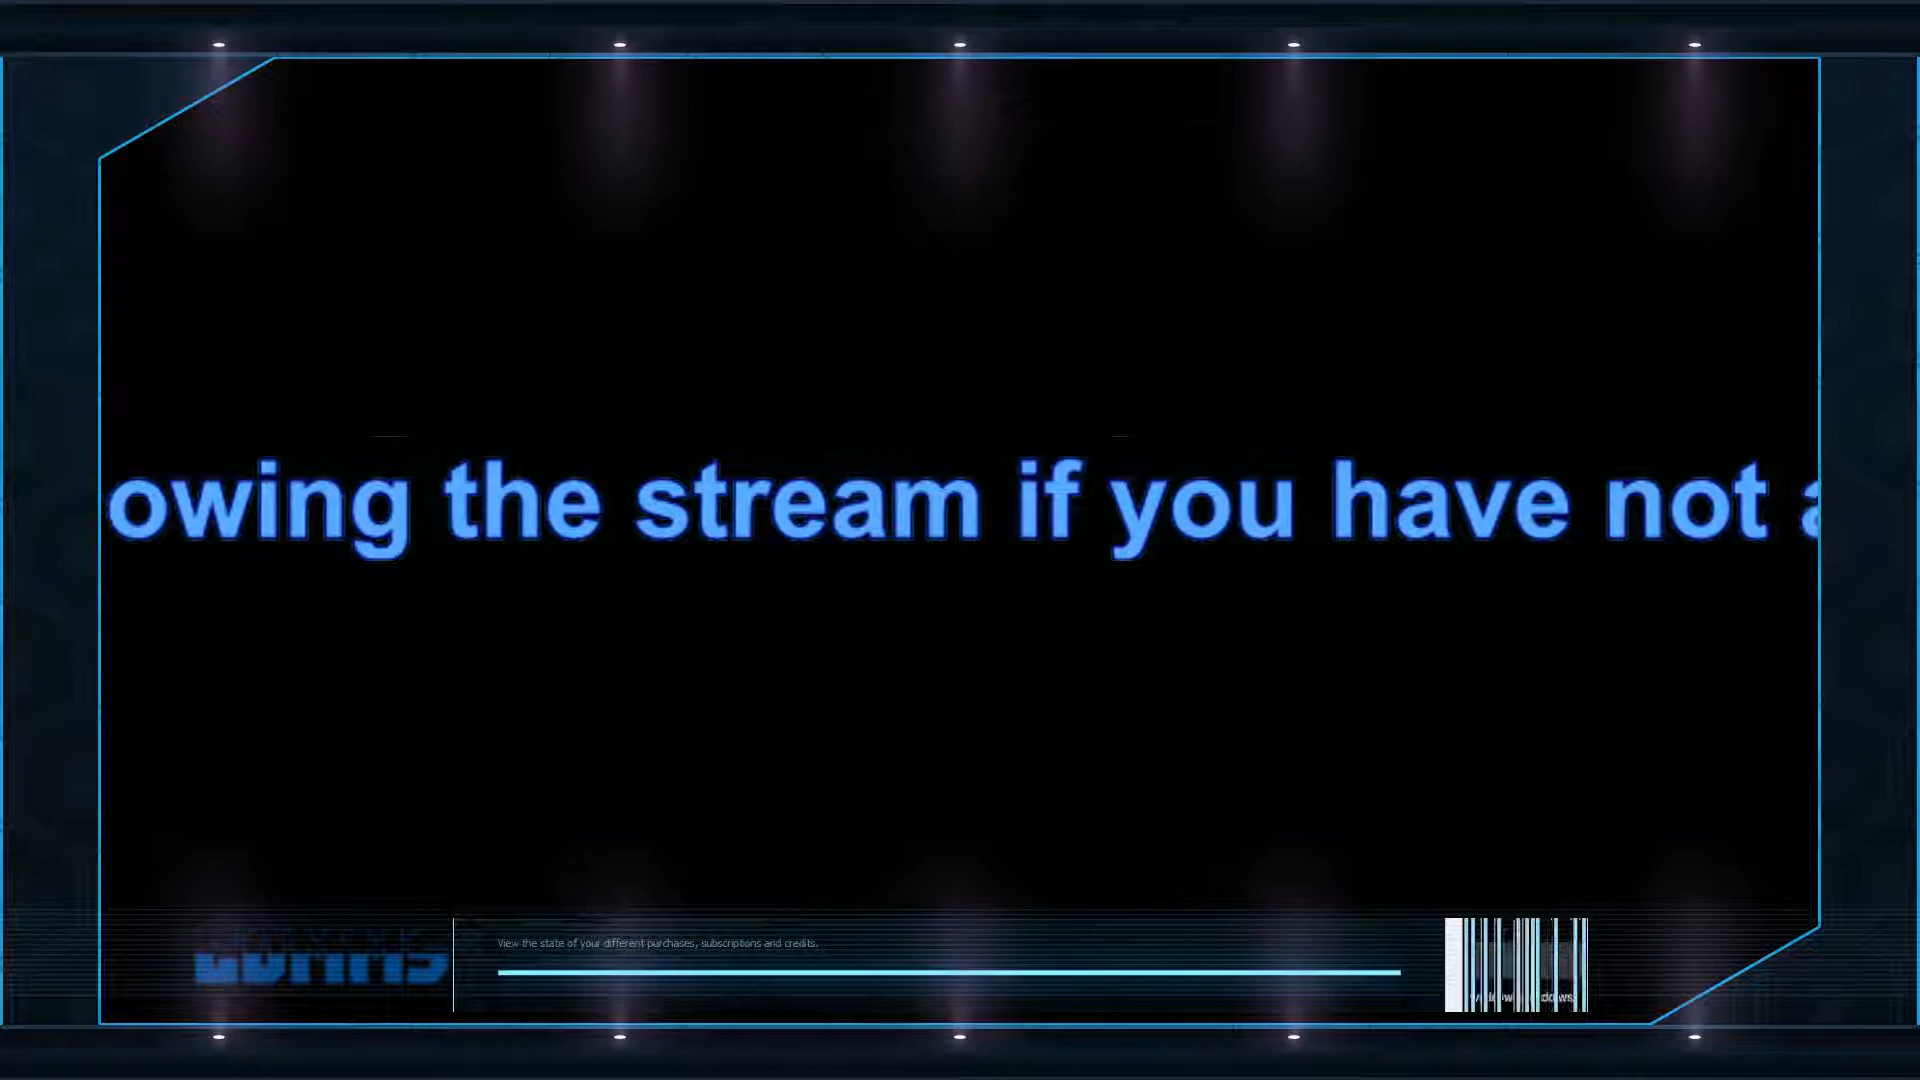 owing the stream if you have not a
View the state of your different purchases, subscriptions and credits.